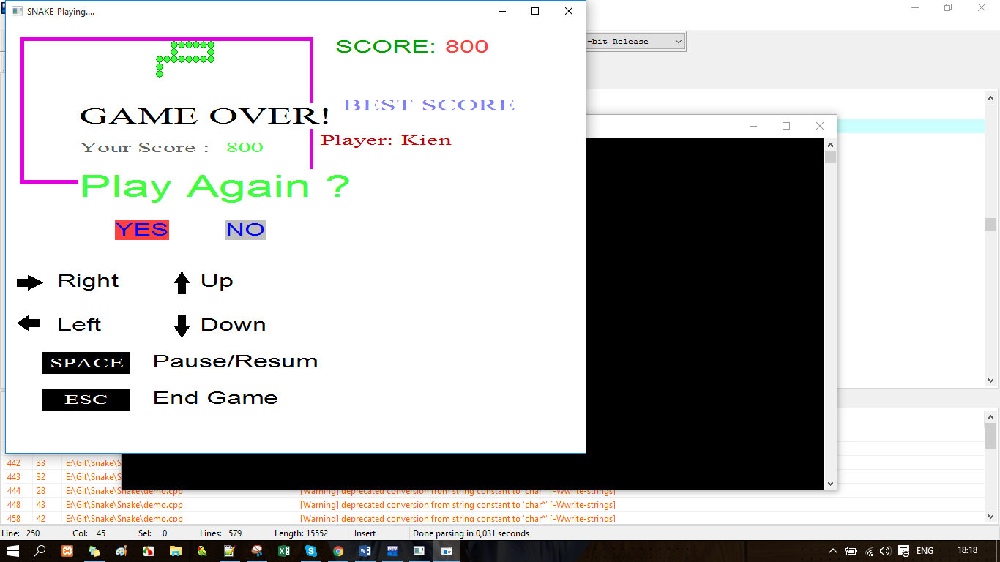 SNAKE-Playing....
-bit Release
SCORE: 800
BEST SCORE
GAME OVER!
Your Score : 800
Player: Kien
Play Again ?
YES NO
Right Up
Left Down
SPACE Pause/Resum
ESC End Game
442 33 E:\Git\Snake\S
443 32 E:\Git\Snake\S
444 28 E:\Git\Snake\Snake\demo.cpp [Warning] deprecated conversion from string constant to 'char*' [-Wwrite-strings]
448 43 E:\Git\Snake\Snake\demo.cpp [Warning] deprecated conversion from string constant to 'char*' [-Wwrite-strings]
458 42 E:\Git\Snake\Snake\demo.cpp [Warning] deprecated conversion from string constant to 'char*' [-Wwrite-strings]
Line: 250 Col: 45 Sel: 0 Lines: 579 Length: 15552 Insert Done parsing in 0,031 seconds
ENG 18:18